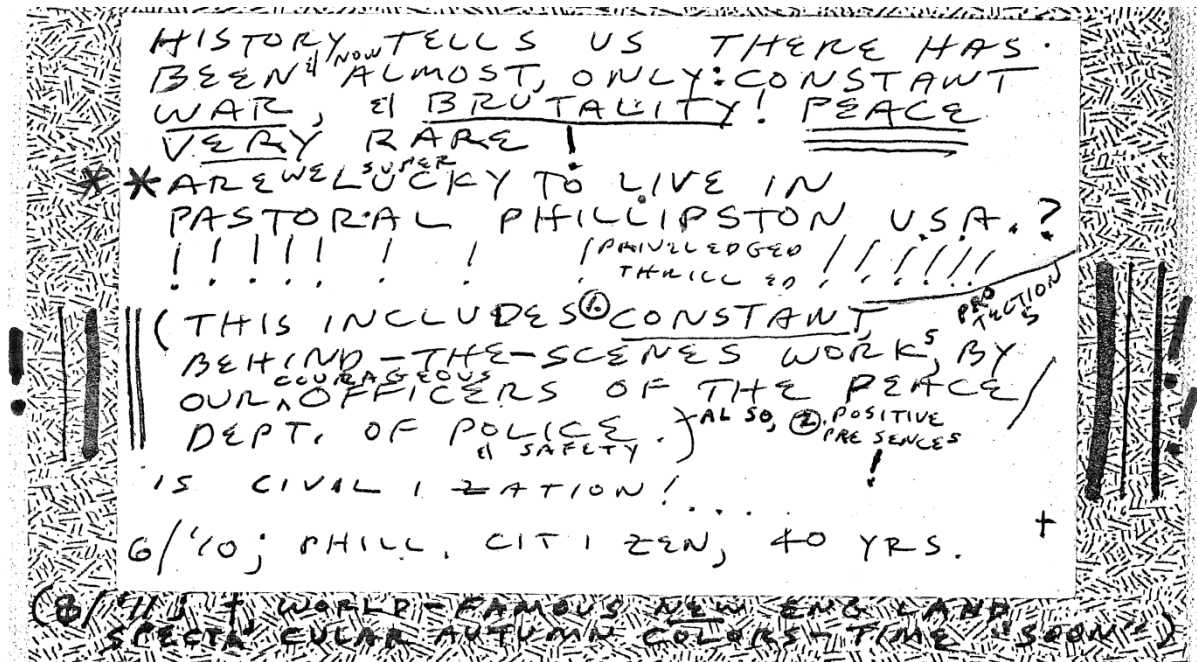 HISTORY TELLS US THERE HAS
BEEN & NOW ALMOST, ONLY: CONSTANT
WAR, & BRUTALITY! PEACE
VERY RARE!
** ARE WE SUPER LUCKY TO LIVE IN
PASTORAL PHILLIPSTON U.S.A.?
! ! ! ! ! ! ! ! PRIVELEDGED ! ! ! ! ! !
THRILLED
(THIS INCLUDES ① CONSTANT, PROTECTIONS
BEHIND-THE-SCENES WORKS, BY
OUR COURAGEOUS OFFICERS OF THE PEACE /
DEPT. OF POLICE & SAFETY.) ALSO, ② POSITIVE PRESENCES!
IS CIVALIZATION!....
6/'10; PHILL. CITIZEN, 40 YRS. +
(8/'11; + WORLD-FAMOUS NEW ENGLAND
SPECTACULAR AUTUMN COLORS-TIME "SOON")